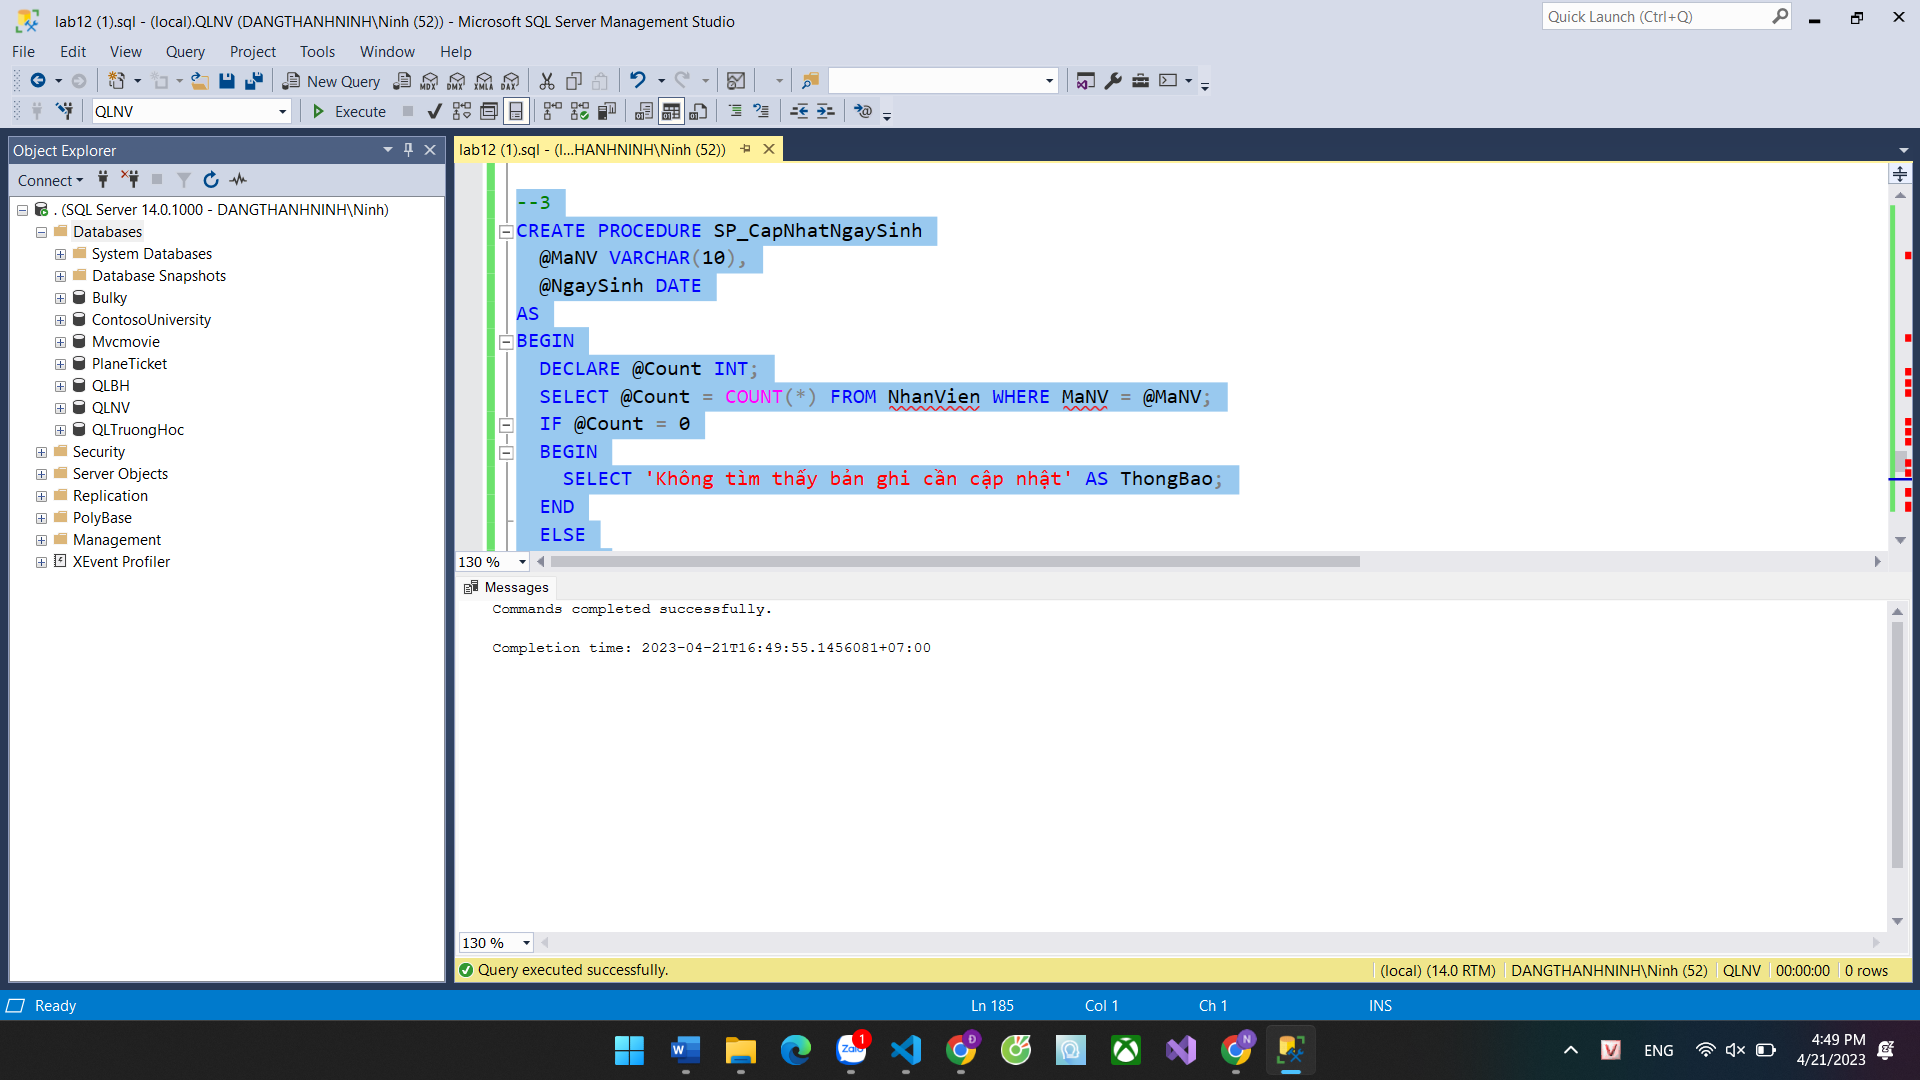 lab12 (1).sql - (local).QLNV (DANGTHANHNINH\Ninh (52)) - Microsoft SQL Server Management Studio
Quick Launch (Ctrl+Q)
File Edit View Query Project Tools Window Help
New Query
MDX DMX XMLA DAX
QLNV
Execute
Object Explorer
lab12 (1).sql - (l...HANHNINH\Ninh (52))
Connect
. (SQL Server 14.0.1000 - DANGTHANHNINH\Ninh)
Databases
System Databases
Database Snapshots
Bulky
ContosoUniversity
Mvcmovie
PlaneTicket
QLBH
QLNV
QLTruongHoc
Security
Server Objects
Replication
PolyBase
Management
XEvent Profiler
--3
CREATE PROCEDURE SP_CapNhatNgaySinh
@MaNV VARCHAR(10),
@NgaySinh DATE
AS
BEGIN
DECLARE @Count INT;
SELECT @Count = COUNT(*) FROM NhanVien WHERE MaNV = @MaNV;
IF @Count = 0
BEGIN
SELECT 'Không tìm thấy bản ghi cần cập nhật' AS ThongBao;
END
ELSE
130 %
Messages
Commands completed successfully.
Completion time: 2023-04-21T16:49:55.1456081+07:00
130 %
Query executed successfully.
(local) (14.0 RTM) DANGTHANHNINH\Ninh (52) QLNV 00:00:00 0 rows
Ready
Ln 185 Col 1 Ch 1 INS
Zalo 1
Đ
N
ENG
4:49 PM
4/21/2023